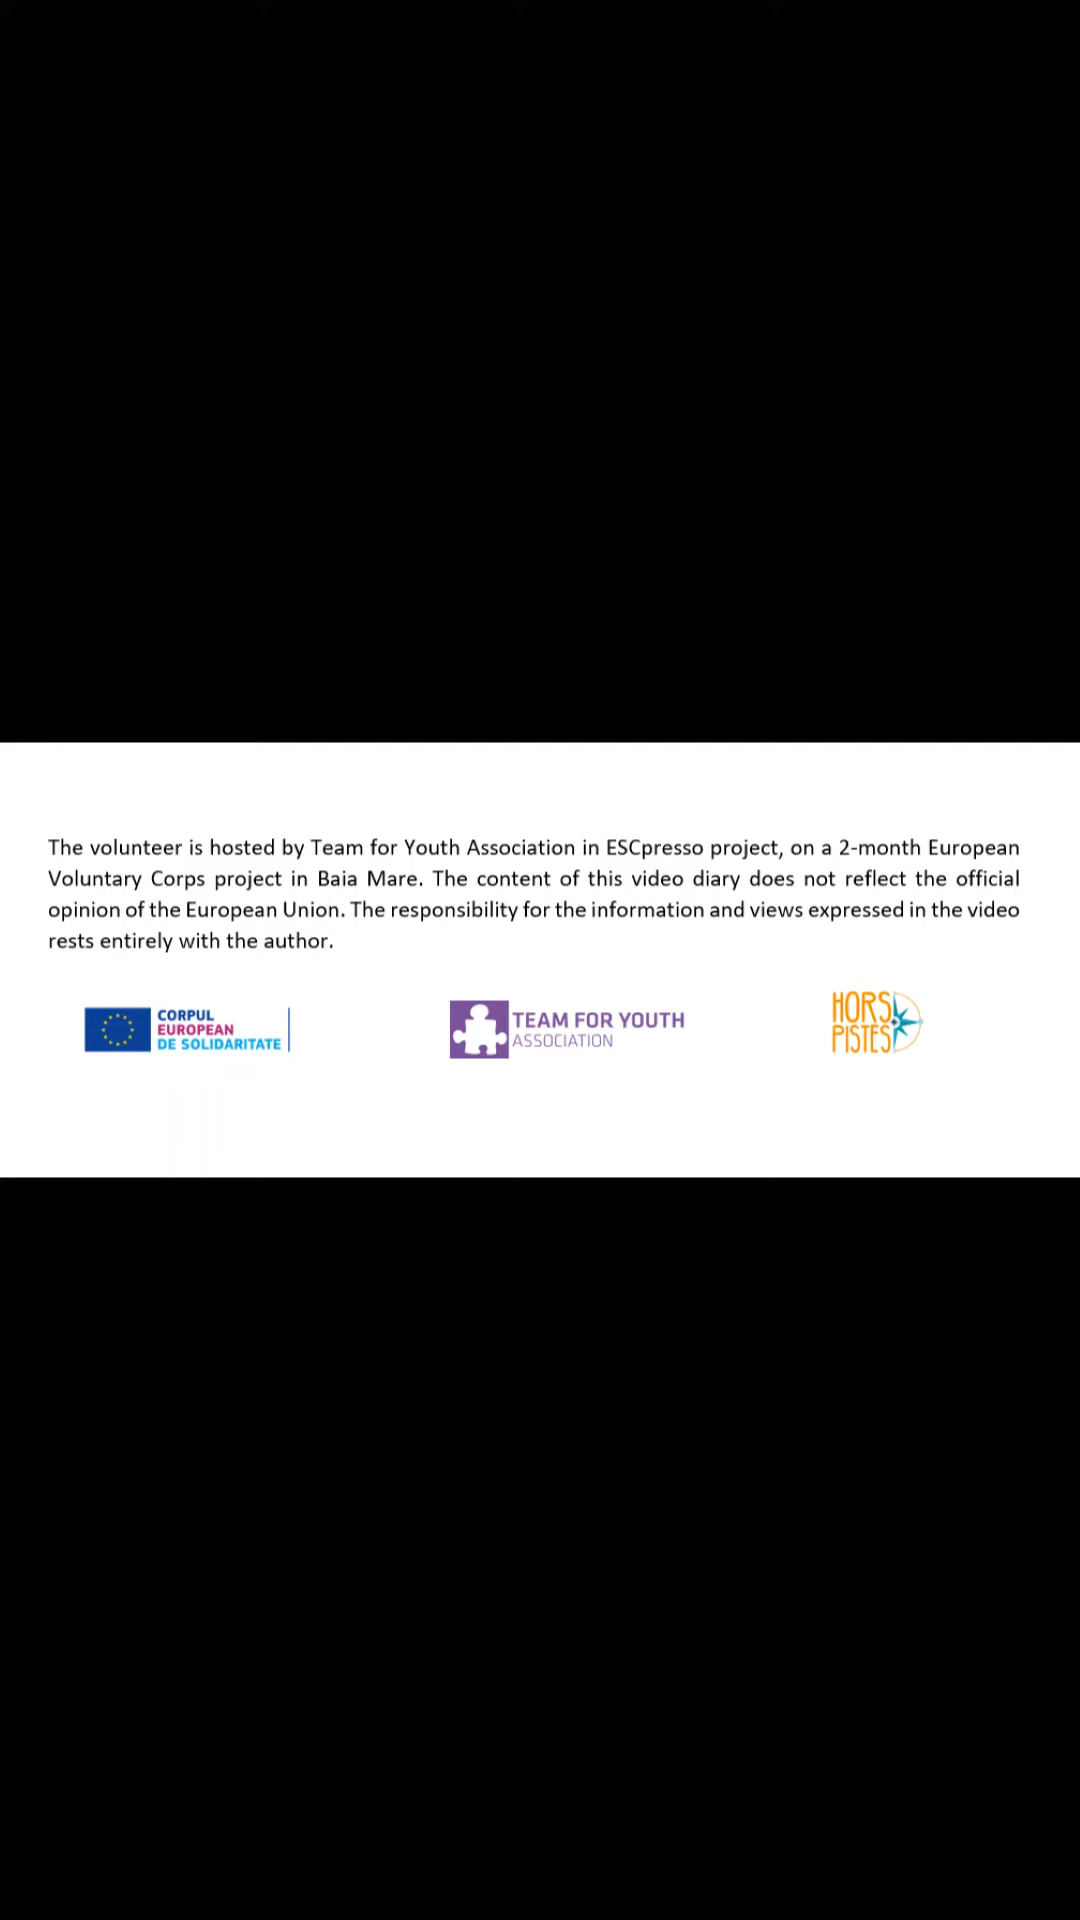 The volunteer is hosted by Team for Youth Association in ESCpresso project, on a 2-month European
Voluntary Corps project in Baia Mare. The content of this video diary does not reflect the official
opinion of the European Union. The responsibility for the information and views expressed in the video
rests entirely with the author.
CORPUL
EUROPEAN
DE SOLIDARITATE
TEAM FOR YOUTH
ASSOCIATION
HORS
PISTES